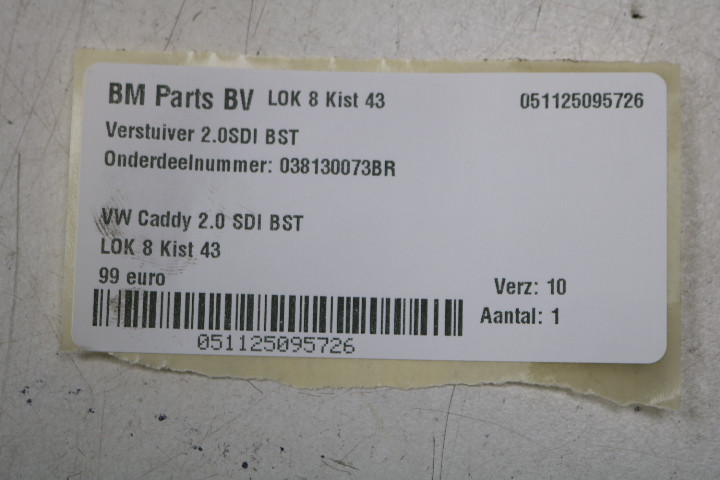 BM Parts BV LOK 8 Kist 43 051125095726
Verstuiver 2.0SDI BST
Onderdeelnummer: 038130073BR
VW Caddy 2.0 SDI BST
LOK 8 Kist 43
99 euro
Verz: 10
Aantal: 1
051125095726